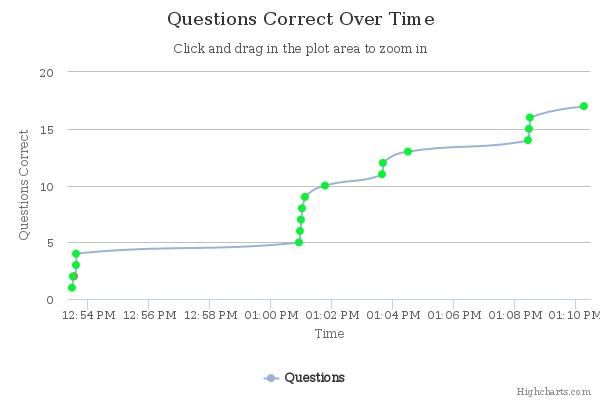 Questions Correct Over Time
Click and drag in the plot area to zoom in
Questions Correct
20
15
10
5
0
12:54 PM 12:56 PM 12:58 PM 01:00 PM 01:02 PM 01:04 PM 01:06 PM 01:08 PM 01:10 PM
Time
Questions
Highcharts.com